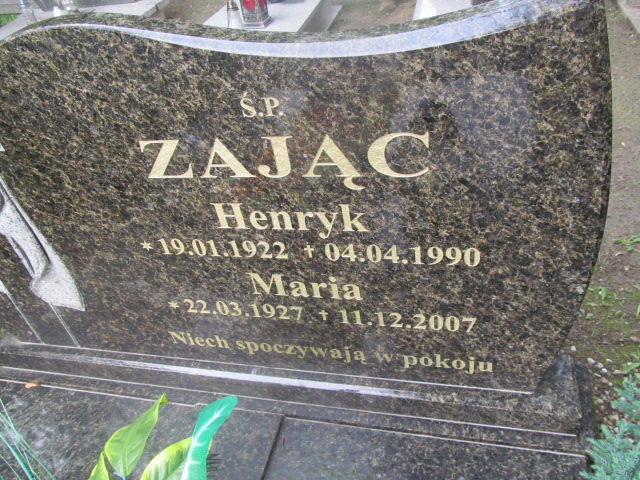 Ś.P.
ZAJĄC
Henryk
* 19.01.1922 † 04.04.1990
Maria
* 22.03.1927 † 11.12.2007
Niech spoczywają w pokoju